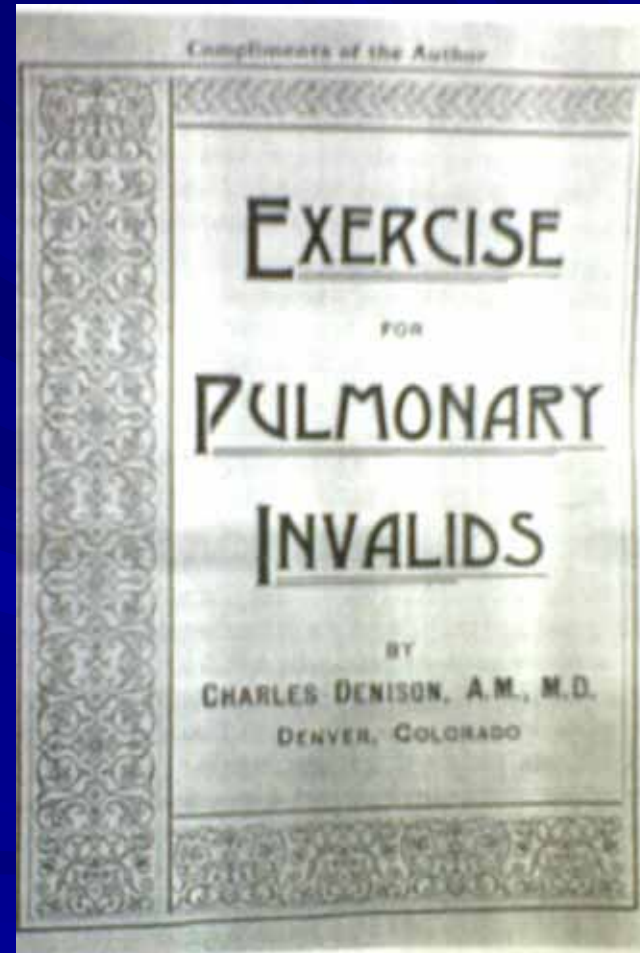 Compliments of the Author
EXERCISE
FOR
PULMONARY
INVALIDS
BY
CHARLES DENISON, A.M., M.D.
DENVER, COLORADO